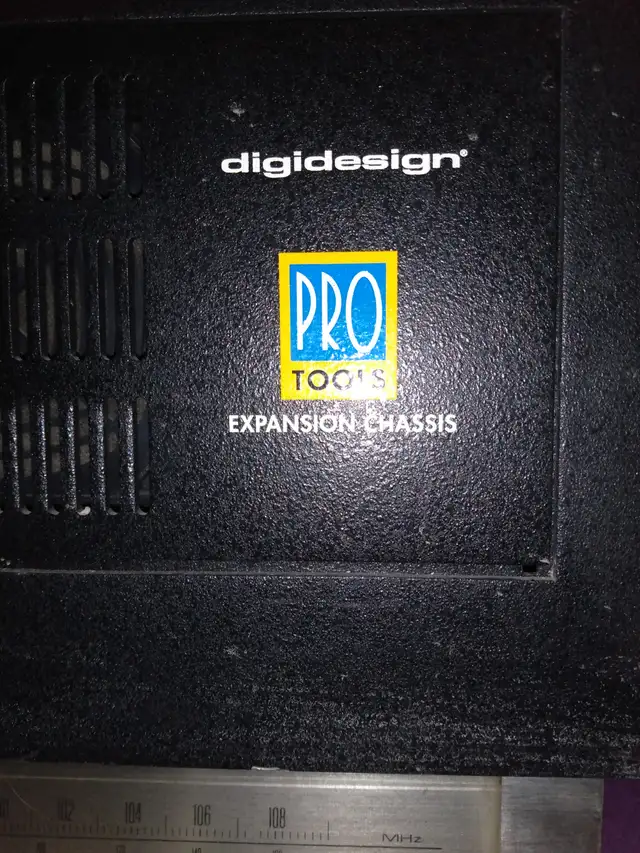 digidesign®
PRO
TOOLS
EXPANSION CHASSIS
102 104 106 108
MHz